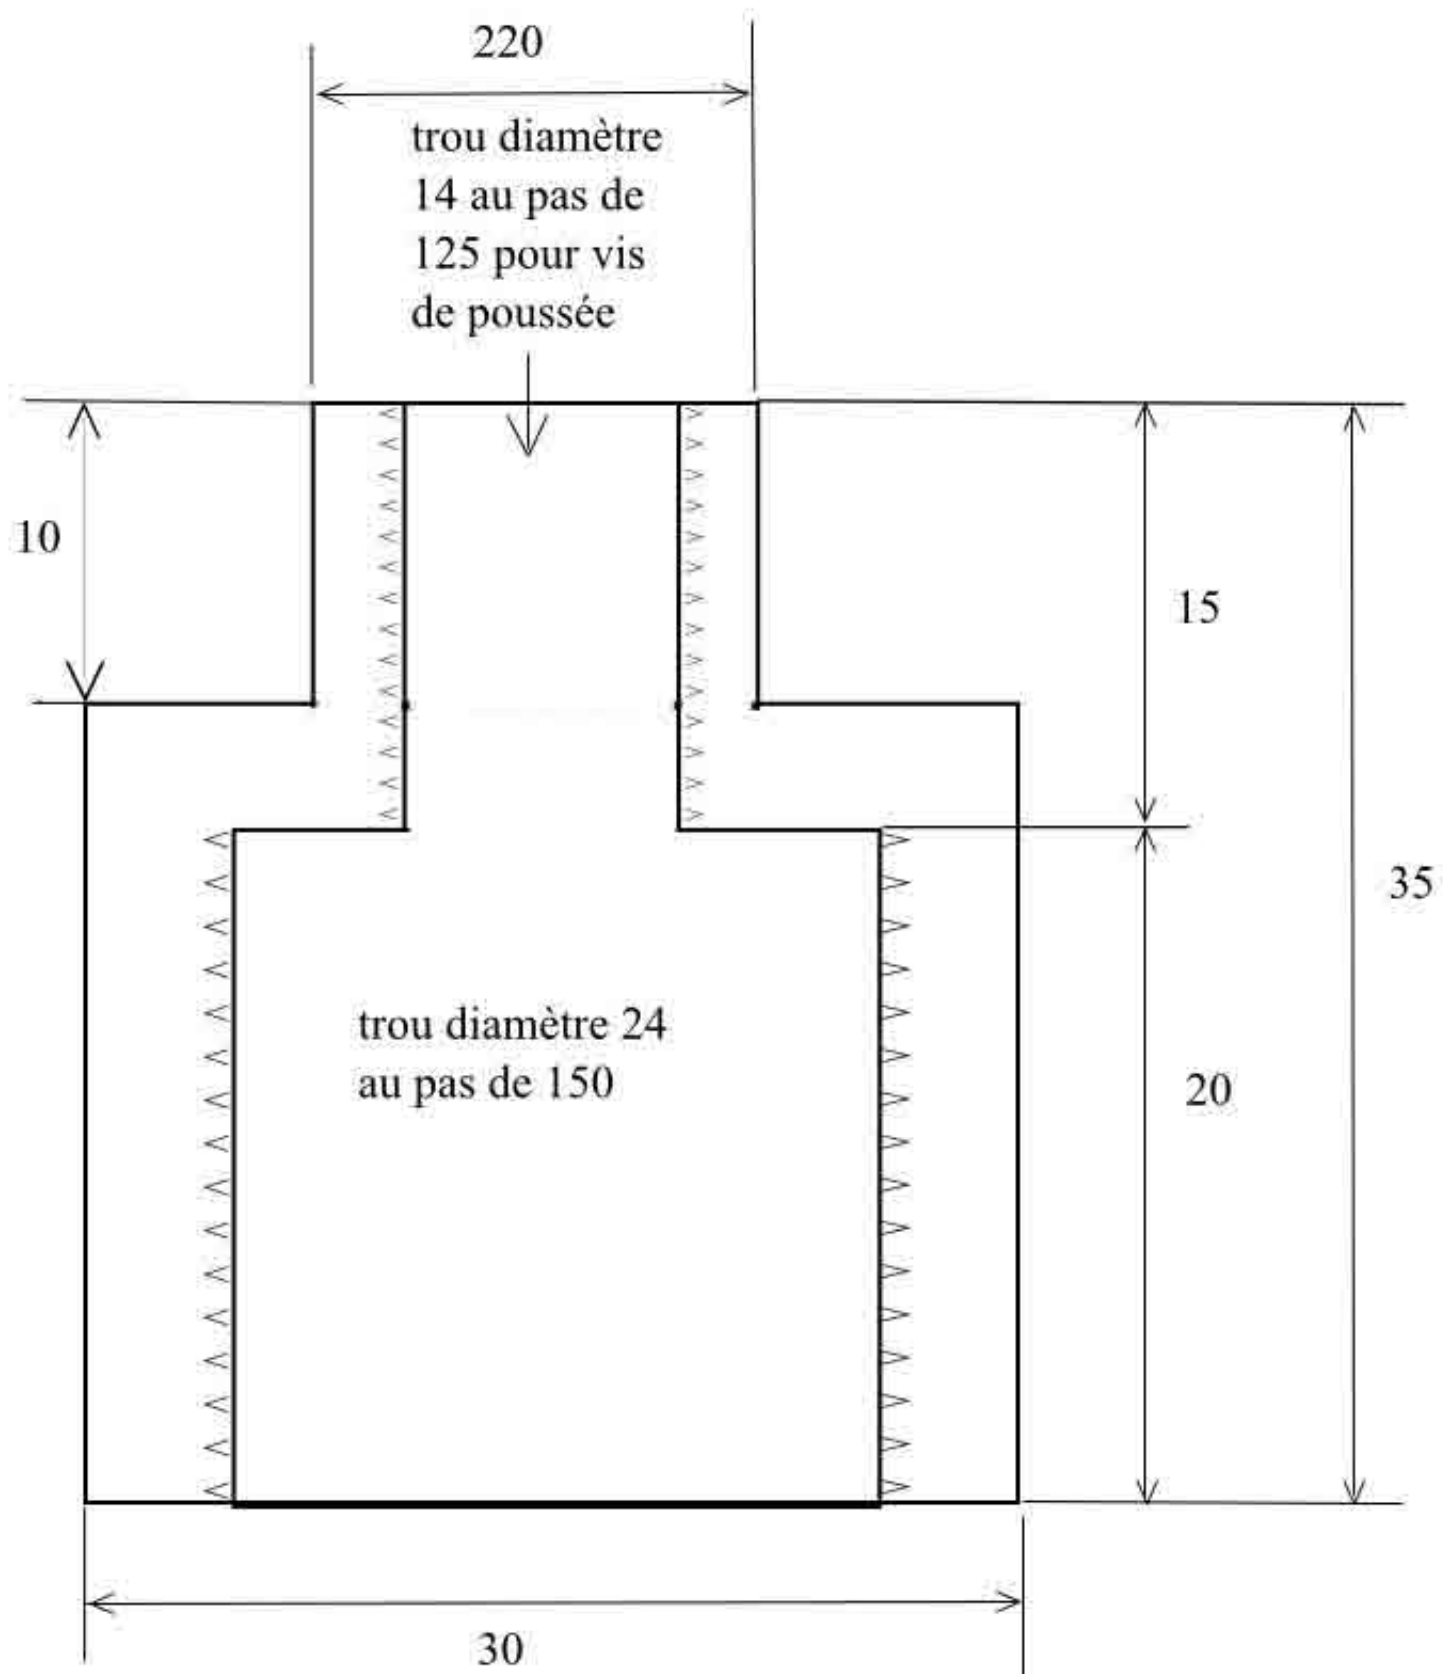 220
trou diamètre
14 au pas de
125 pour vis
de poussée
10
15
35
trou diamètre 24
au pas de 150
20
30